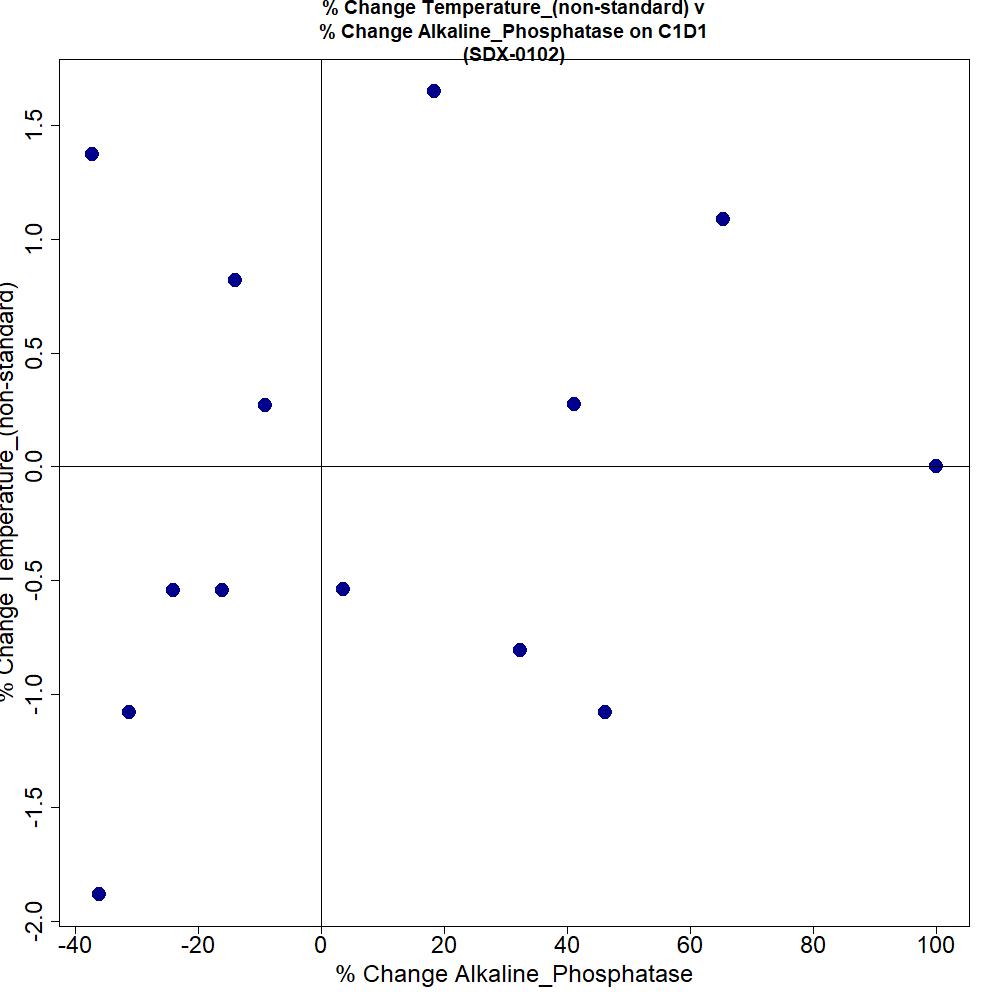 % Change Temperature_(non-standard) v
% Change Alkaline_Phosphatase on C1D1
(SDX-0102)
% Change Temperature_(non-standard)
1.5
1.0
0.5
0.0
-0.5
-1.0
-1.5
-2.0
-40 -20 0 20 40 60 80 100
% Change Alkaline_Phosphatase